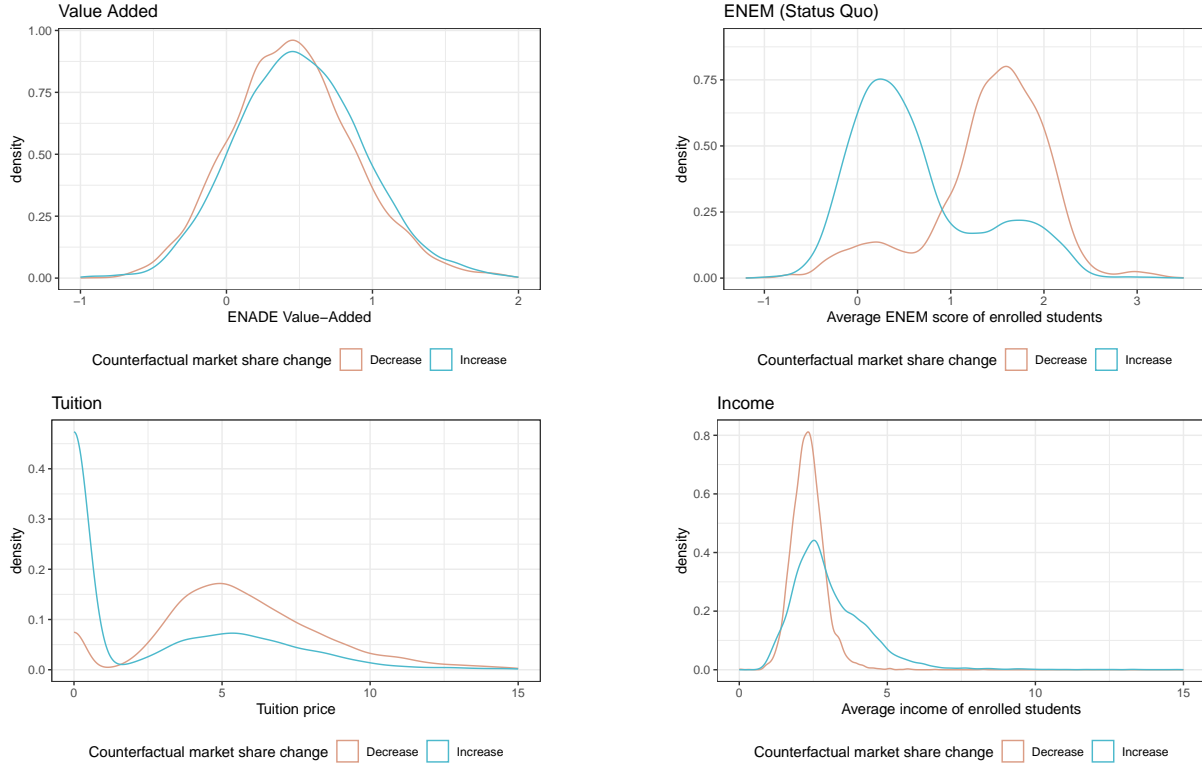 Value Added
1.00
0.75
0.50
0.25
0.00
density
−1 0 1 2
ENADE Value−Added
Counterfactual market share change Decrease Increase
ENEM (Status Quo)
0.75
0.50
0.25
0.00
density
−1 0 1 2 3
Average ENEM score of enrolled students
Counterfactual market share change Decrease Increase
Tuition
0.4
0.3
0.2
0.1
0.0
density
0 5 10 15
Tuition price
Counterfactual market share change Decrease Increase
Income
0.8
0.6
0.4
0.2
0.0
density
0 5 10 15
Average income of enrolled students
Counterfactual market share change Decrease Increase